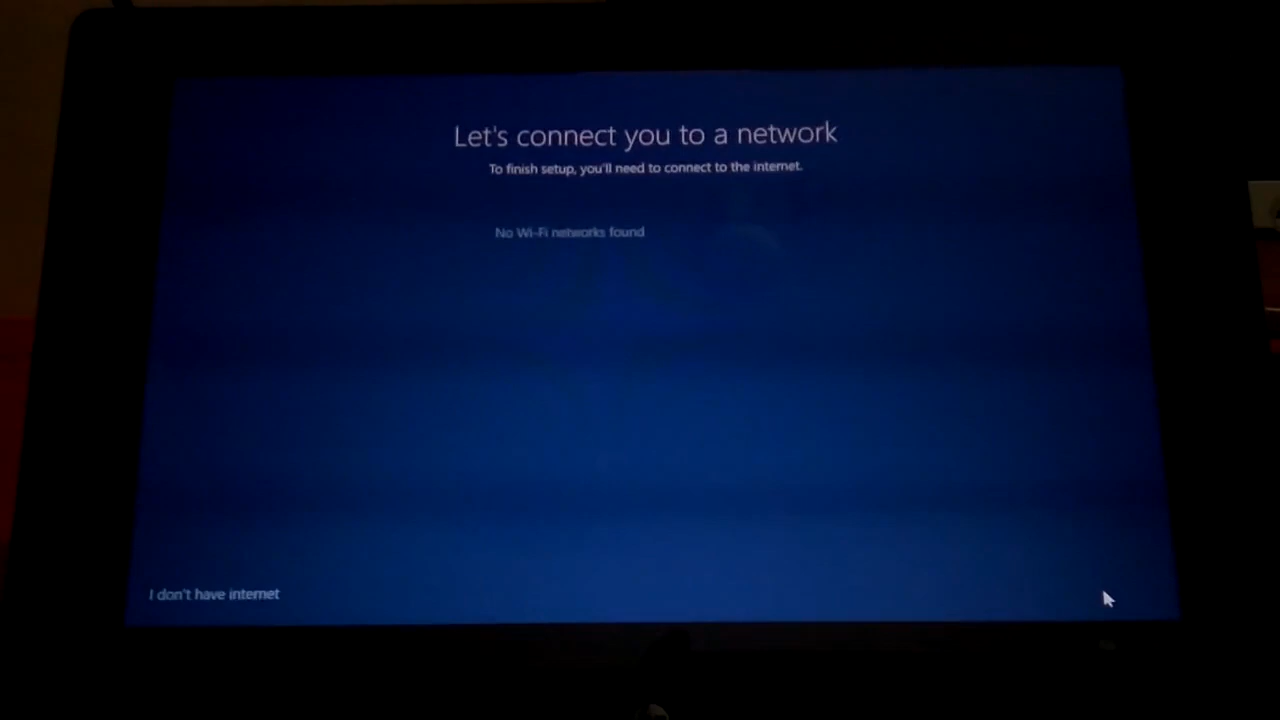 Let's connect you to a network
To finish setup, you'll need to connect to the internet.
No Wi-Fi networks found
I don't have internet